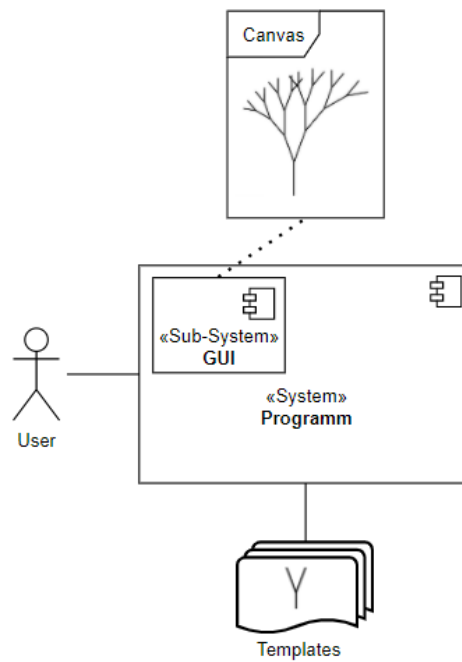 Canvas
«Sub-System»
GUI
«System»
Programm
User
Templates